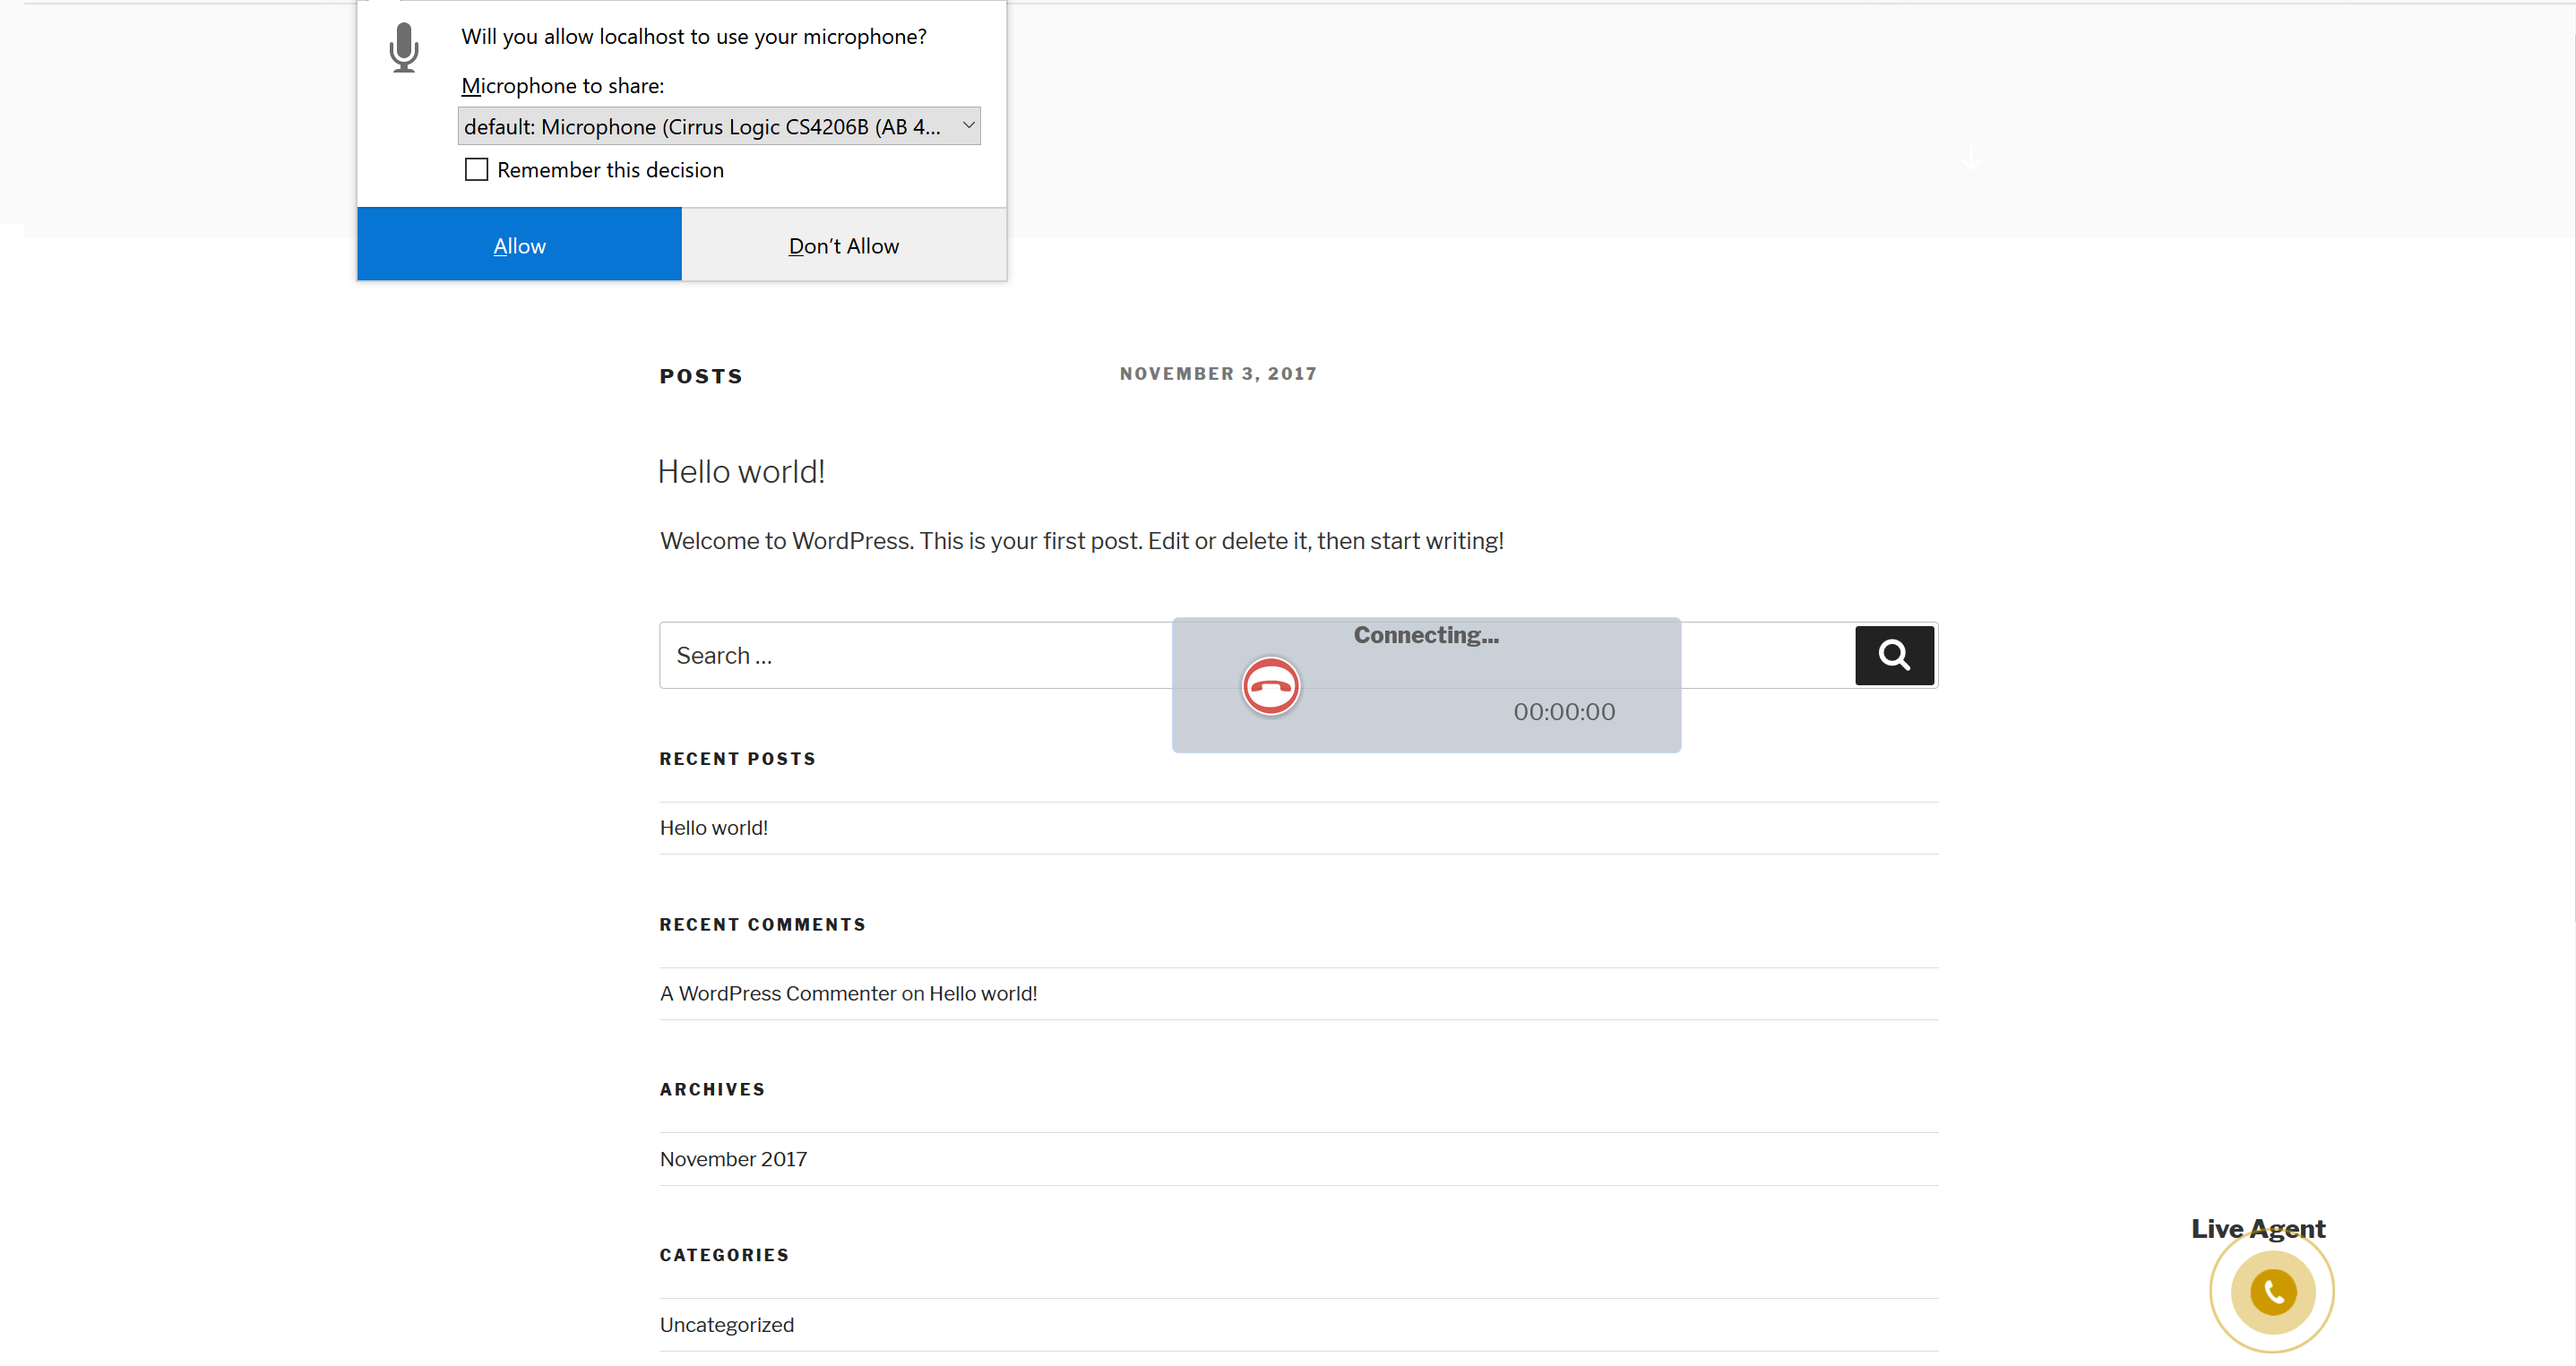 Will you allow localhost to use your microphone?
Microphone to share:
default: Microphone (Cirrus Logic CS4206B (AB 4...
Remember this decision
Allow
Don’t Allow
POSTS
NOVEMBER 3, 2017
Hello world!
Welcome to WordPress. This is your first post. Edit or delete it, then start writing!
Search ...
Connecting...
00:00:00
RECENT POSTS
Hello world!
RECENT COMMENTS
A WordPress Commenter on Hello world!
ARCHIVES
November 2017
CATEGORIES
Uncategorized
Live Agent